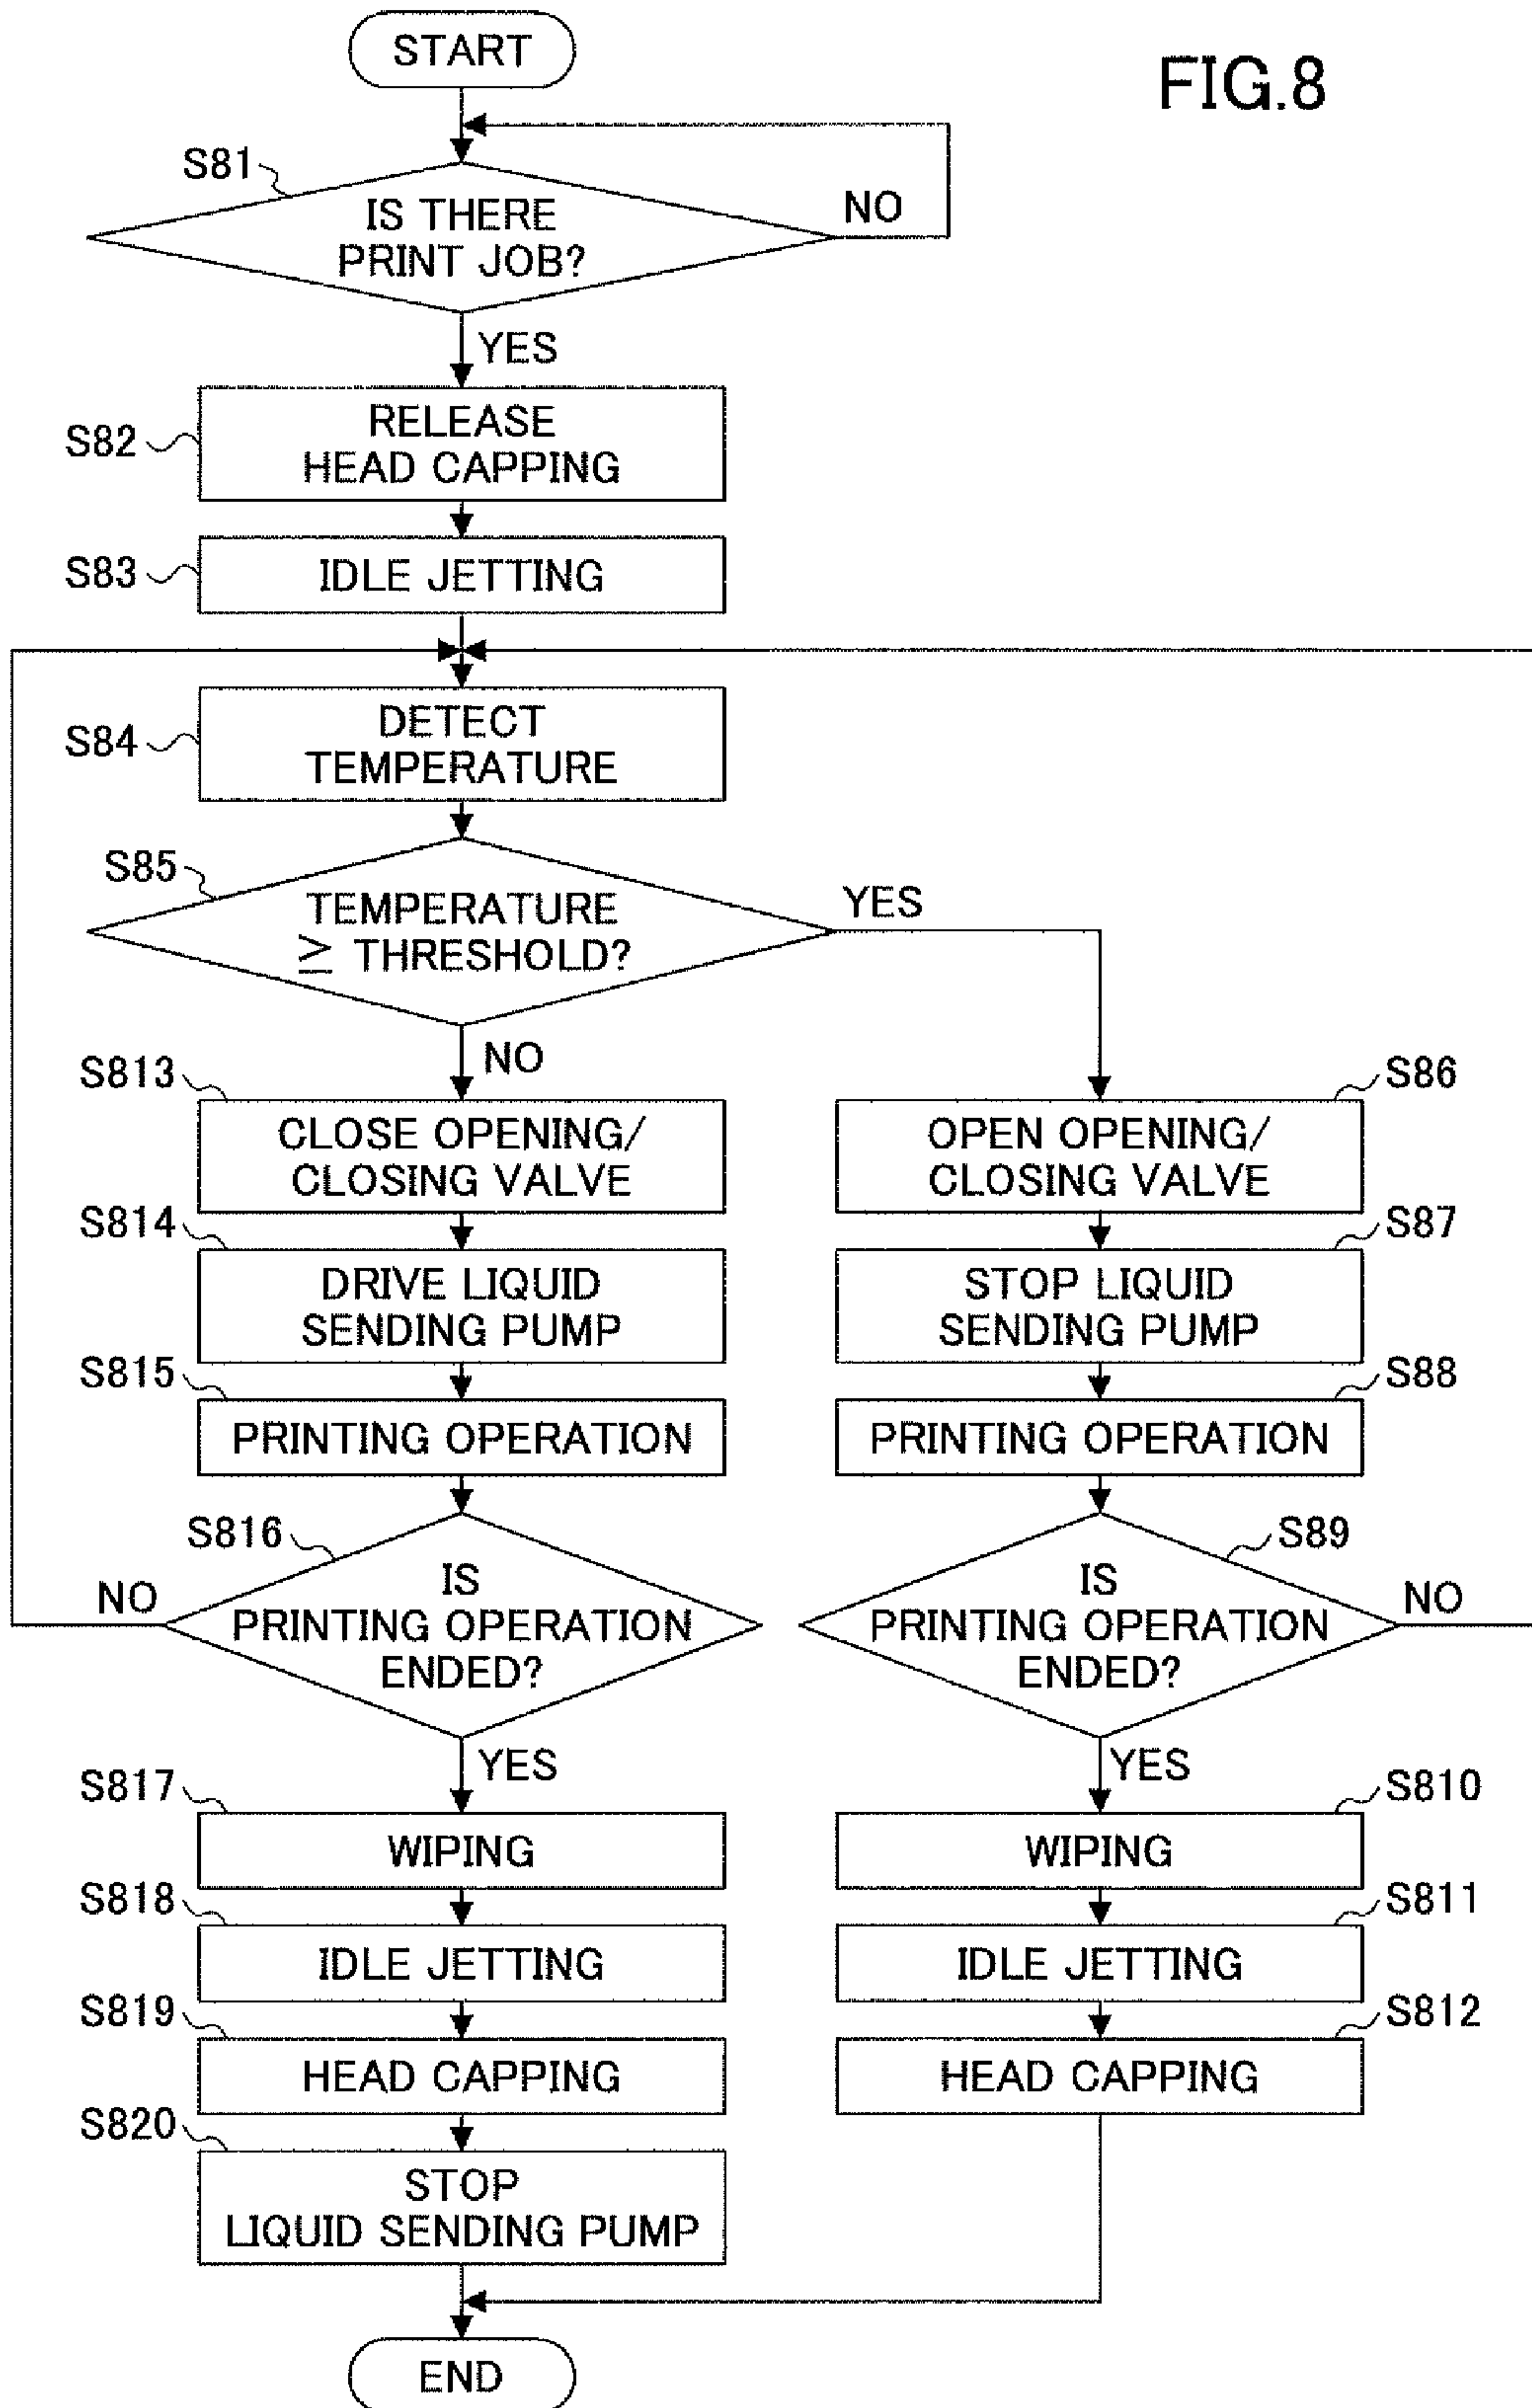 START
FIG.8
S81
IS THERE
PRINT JOB?
NO
YES
S82
RELEASE
HEAD CAPPING
S83
IDLE JETTING
S84
DETECT
TEMPERATURE
S85
TEMPERATURE
≥ THRESHOLD?
YES
NO
S813
CLOSE OPENING/
CLOSING VALVE
S814
DRIVE LIQUID
SENDING PUMP
S815
PRINTING OPERATION
S816
IS
PRINTING OPERATION
ENDED?
NO
YES
S817
WIPING
S818
IDLE JETTING
S819
HEAD CAPPING
S820
STOP
LIQUID SENDING PUMP
S86
OPEN OPENING/
CLOSING VALVE
S87
STOP LIQUID
SENDING PUMP
S88
PRINTING OPERATION
S89
IS
PRINTING OPERATION
ENDED?
NO
YES
S810
WIPING
S811
IDLE JETTING
S812
HEAD CAPPING
END